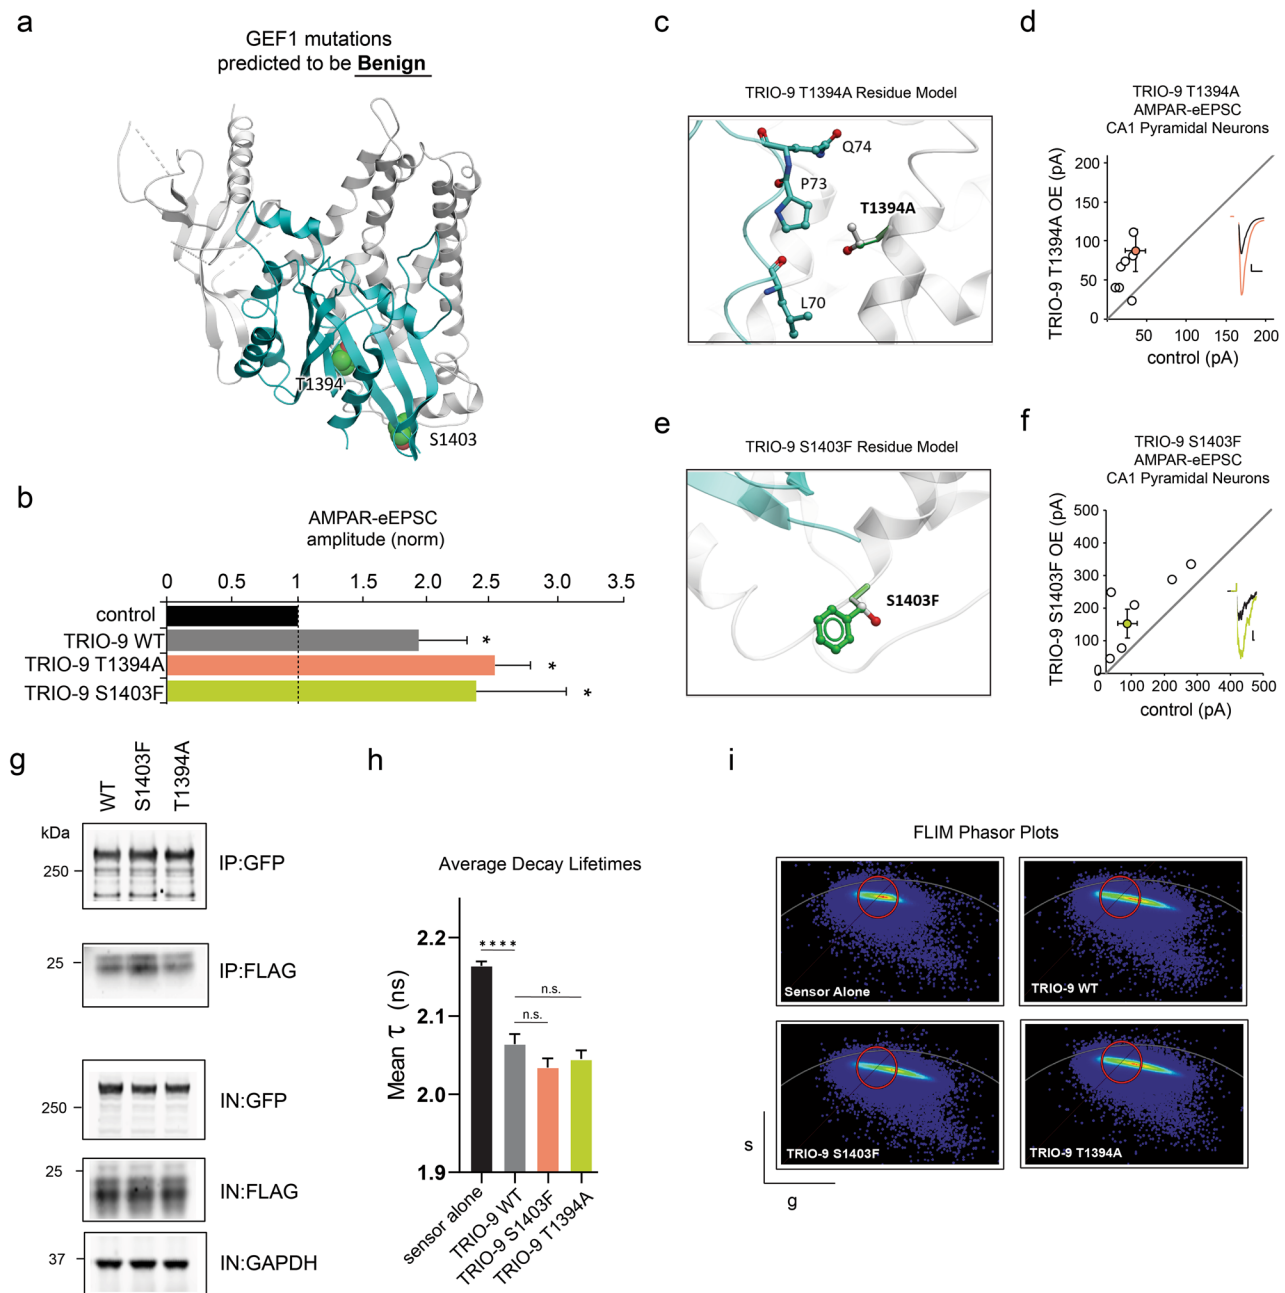 a
GEF1 mutations
predicted to be Benign
T1394
S1403
b
AMPAR-eEPSC
amplitude (norm)
0 0.5 1 1.5 2.0 2.5 3.0 3.5
control
TRIO-9 WT *
TRIO-9 T1394A *
TRIO-9 S1403F *
c
TRIO-9 T1394A Residue Model
Q74
P73
T1394A
L70
d
TRIO-9 T1394A
AMPAR-eEPSC
CA1 Pyramidal Neurons
TRIO-9 T1394A OE (pA)
200
150
100
50
0
50 100 150 200
control (pA)
e
TRIO-9 S1403F Residue Model
S1403F
f
TRIO-9 S1403F
AMPAR-eEPSC
CA1 Pyramidal Neurons
TRIO-9 S1403F OE (pA)
500
400
300
200
100
0
0 100 200 300 400 500
control (pA)
g
WT S1403F T1394A
kDa
250
IP:GFP
25
IP:FLAG
250
IN:GFP
25
IN:FLAG
37
IN:GAPDH
h
Average Decay Lifetimes
Mean τ (ns)
2.2
2.1
2.0
1.9
****
n.s.
n.s.
sensor alone
TRIO-9 WT
TRIO-9 S1403F
TRIO-9 T1394A
i
FLIM Phasor Plots
Sensor Alone
TRIO-9 WT
TRIO-9 S1403F
TRIO-9 T1394A
s
g